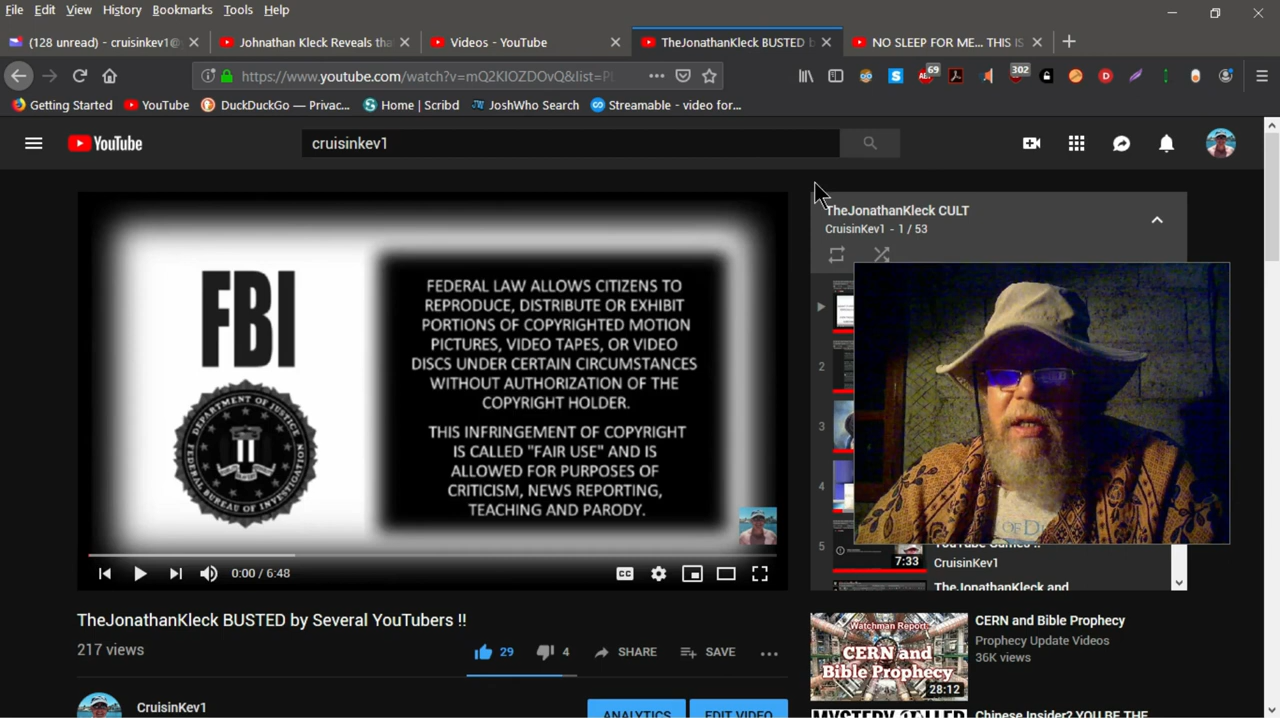 File Edit View History Bookmarks Tools Help
(128 unread) - cruisinkev1@
Johnathan Kleck Reveals tha
Videos - YouTube
TheJonathanKleck BUSTED b
NO SLEEP FOR ME... THIS IS
https://www.youtube.com/watch?v=mQ2KIOZDOvQ&list=PL
69
302
Getting Started YouTube DuckDuckGo — Privac... Home | Scribd JoshWho Search Streamable - video for...
YouTube
cruisinkev1
TheJonathanKleck CULT
CruisinKev1 - 1 / 53
FBI
DEPARTMENT OF JUSTICE
FEDERAL BUREAU OF INVESTIGATION
FEDERAL LAW ALLOWS CITIZENS TO
REPRODUCE, DISTRIBUTE OR EXHIBIT
PORTIONS OF COPYRIGHTED MOTION
PICTURES, VIDEO TAPES, OR VIDEO
DISCS UNDER CERTAIN CIRCUMSTANCES
WITHOUT AUTHORIZATION OF THE
COPYRIGHT HOLDER.
THIS INFRINGEMENT OF COPYRIGHT
IS CALLED "FAIR USE" AND IS
ALLOWED FOR PURPOSES OF
CRITICISM, NEWS REPORTING,
TEACHING AND PARODY.
2
3
4
5
7:33
YouTube Games !!
CruisinKev1
TheJonathanKleck and
0:00 / 6:48
CC
TheJonathanKleck BUSTED by Several YouTubers !!
217 views
29 4 SHARE SAVE
CruisinKev1
ANALYTICS EDIT VIDEO
Watchman Report:
CERN and
Bible Prophecy
28:12
CERN and Bible Prophecy
Prophecy Update Videos
36K views
Chinese Insider? YOU BE THE